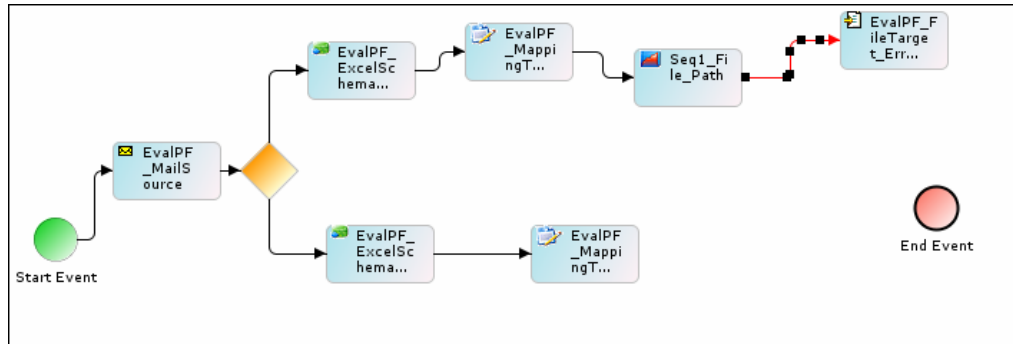 EvalPF_F
ileTarge
t_Err...
EvalPF_
ExcelSc
hema...
EvalPF
_Mappi
ngT...
Seq1_Fi
le_Path
EvalPF
_MailS
ource
Start Event
EvalPF_
ExcelSc
hema...
EvalPF
_Mappi
ngT...
End Event